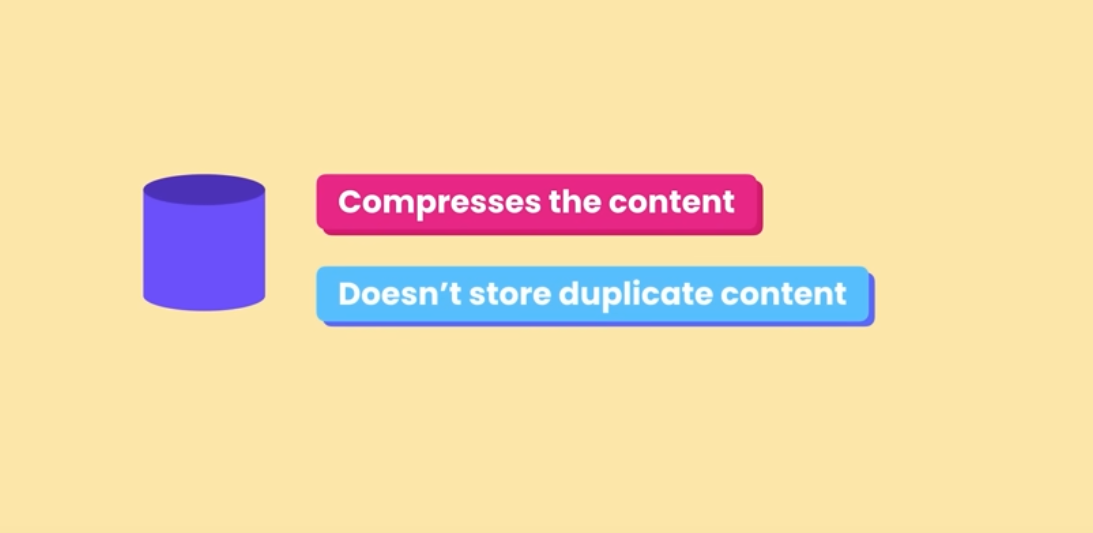 Compresses the content
Doesn’t store duplicate content